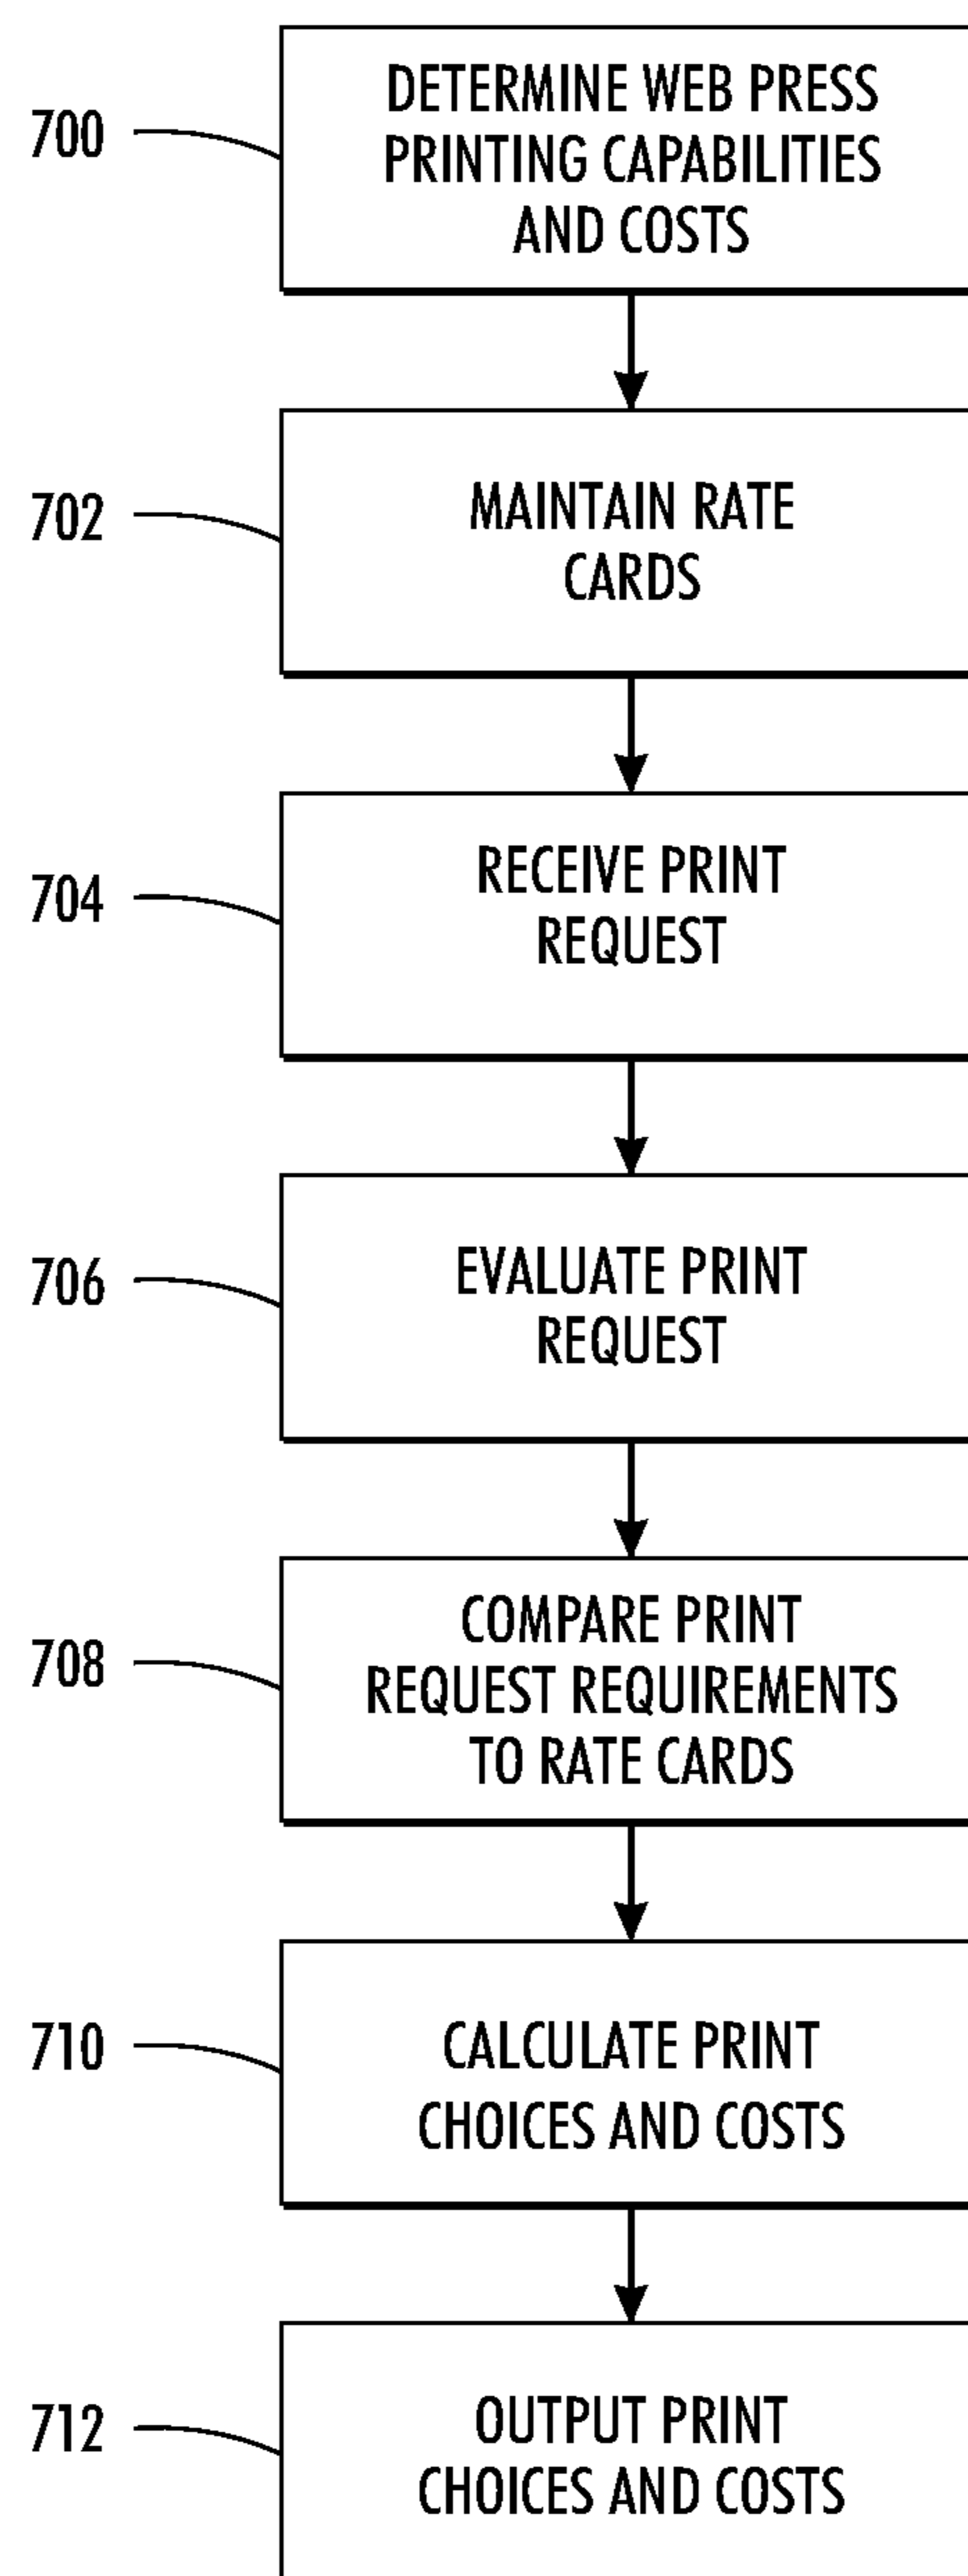 700
DETERMINE WEB PRESS
PRINTING CAPABILITIES
AND COSTS
702
MAINTAIN RATE
CARDS
704
RECEIVE PRINT
REQUEST
706
EVALUATE PRINT
REQUEST
708
COMPARE PRINT
REQUEST REQUIREMENTS
TO RATE CARDS
710
CALCULATE PRINT
CHOICES AND COSTS
712
OUTPUT PRINT
CHOICES AND COSTS